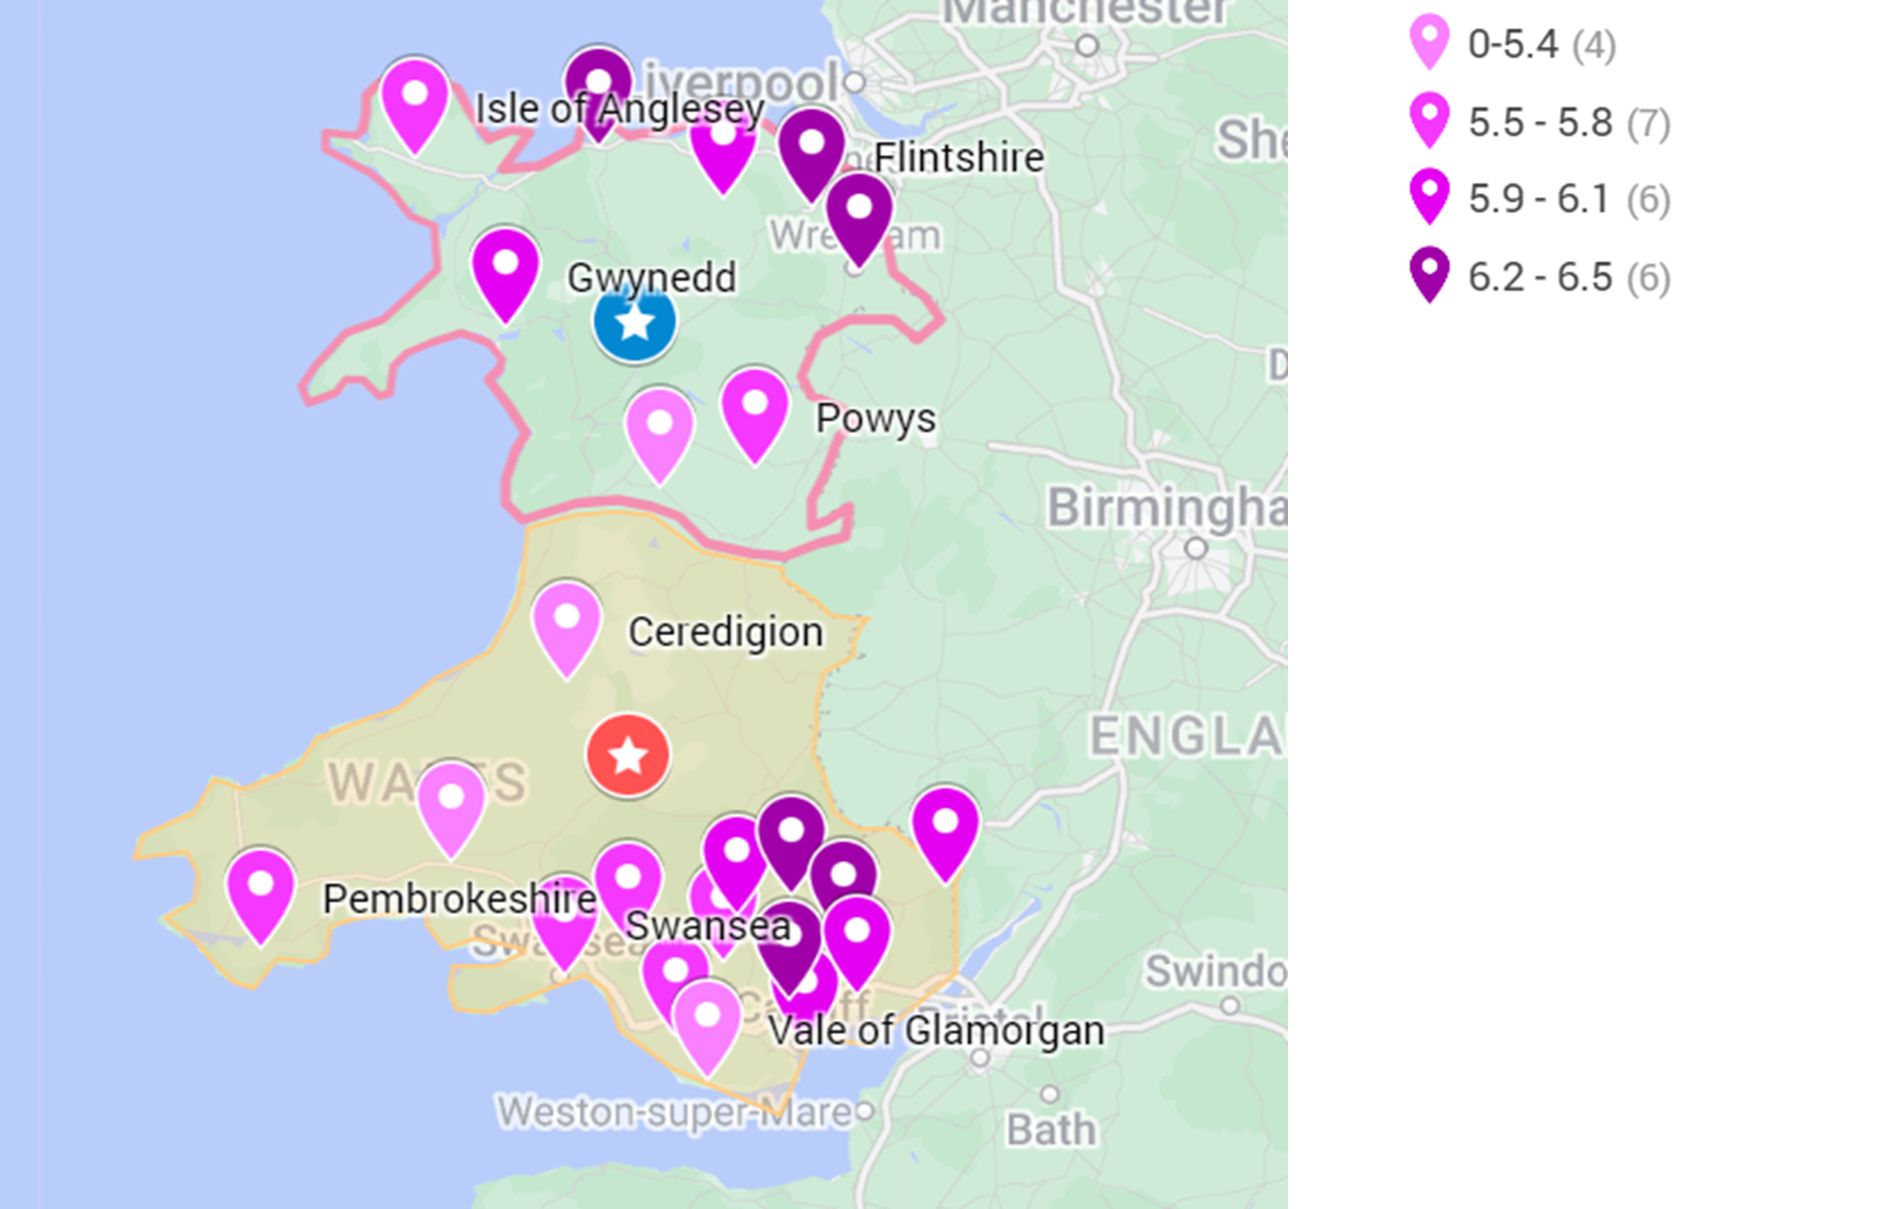 Manchester
Liverpool
Isle of Anglesey
Flintshire
She
Gwynedd
Powys
D
Birmingha
Ceredigion
ENGLA
WALES
Pembrokeshire
Swansea
Swansea
Swindo
Cardiff
Bristol
Vale of Glamorgan
Weston-super-Mare
Bath
0-5.4 (4)
5.5 - 5.8 (7)
5.9 - 6.1 (6)
6.2 - 6.5 (6)